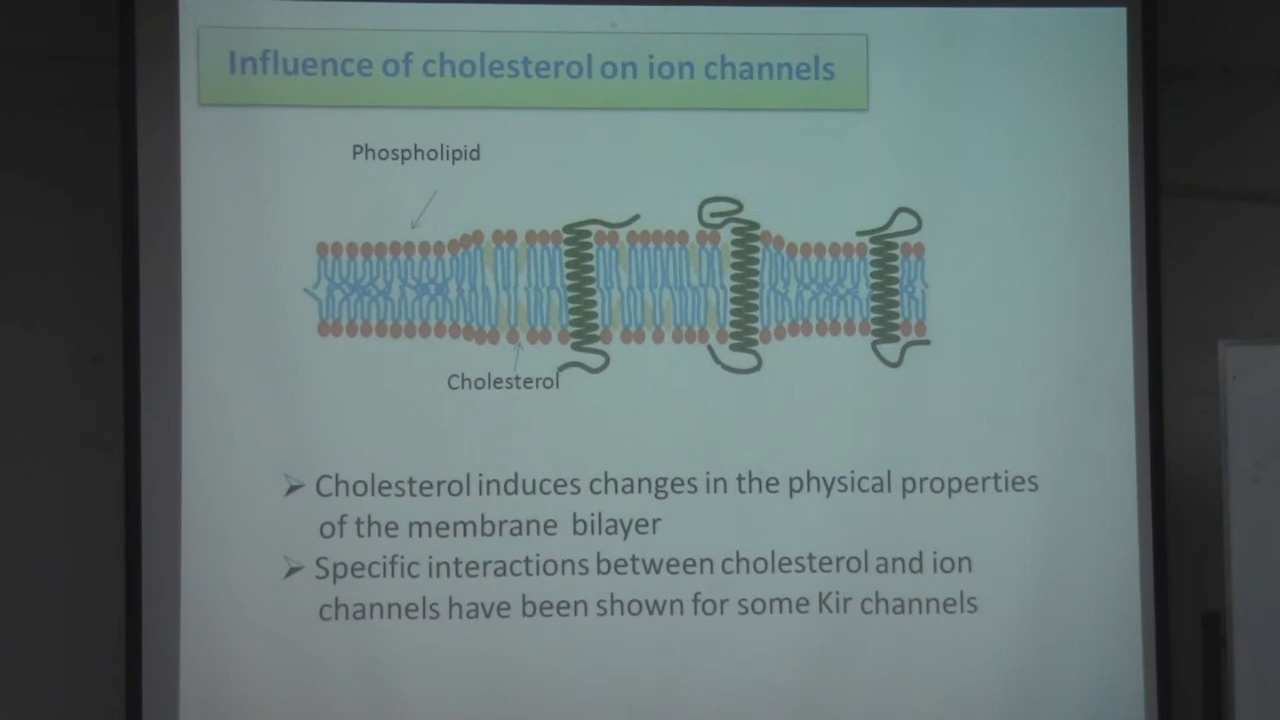 Influence of cholesterol on ion channels
Phospholipid
Cholesterol
➢ Cholesterol induces changes in the physical properties
of the membrane bilayer
➢ Specific interactions between cholesterol and ion
channels have been shown for some Kir channels